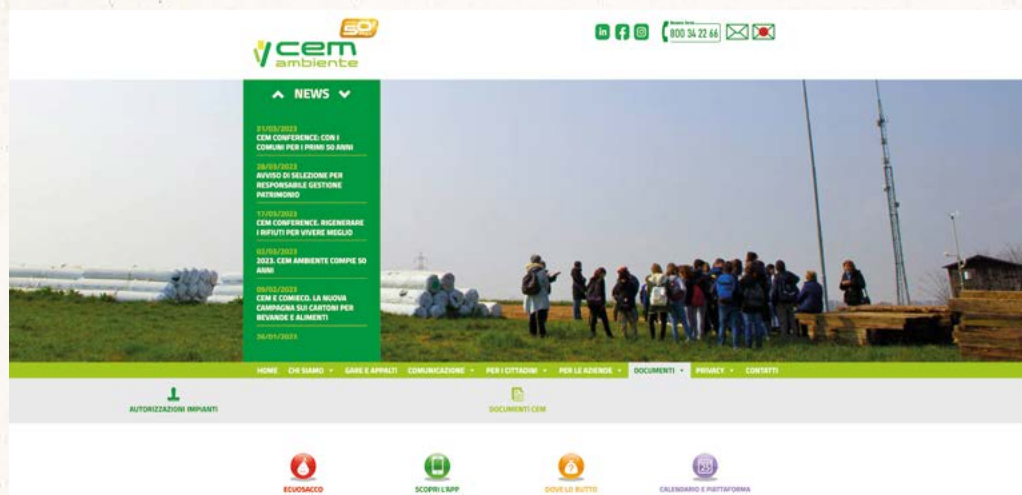 50
cem
ambiente
in
Numero Verde
800 34 22 66
NEWS
31/03/2023
CEM CONFERENCE: CON I
COMUNI PER I PRIMI 50 ANNI
28/03/2023
AVVISO DI SELEZIONE PER
RESPONSABILE GESTIONE
PATRIMONIO
17/03/2023
CEM CONFERENCE. RIGENERARE
I RIFIUTI PER VIVERE MEGLIO
02/03/2023
2023. CEM AMBIENTE COMPIE 50
ANNI
09/02/2023
CEM E COMIECO. LA NUOVA
CAMPAGNA SUI CARTONI PER
BEVANDE E ALIMENTI
26/01/2023
HOME CHI SIAMO GARE E APPALTI COMUNICAZIONE PER I CITTADINI PER LE AZIENDE DOCUMENTI PRIVACY CONTATTI
AUTORIZZAZIONI IMPIANTI DOCUMENTI CEM
25
ECUOSACCO SCOPRI L'APP DOVE LO BUTTO CALENDARIO E PIATTAFORMA